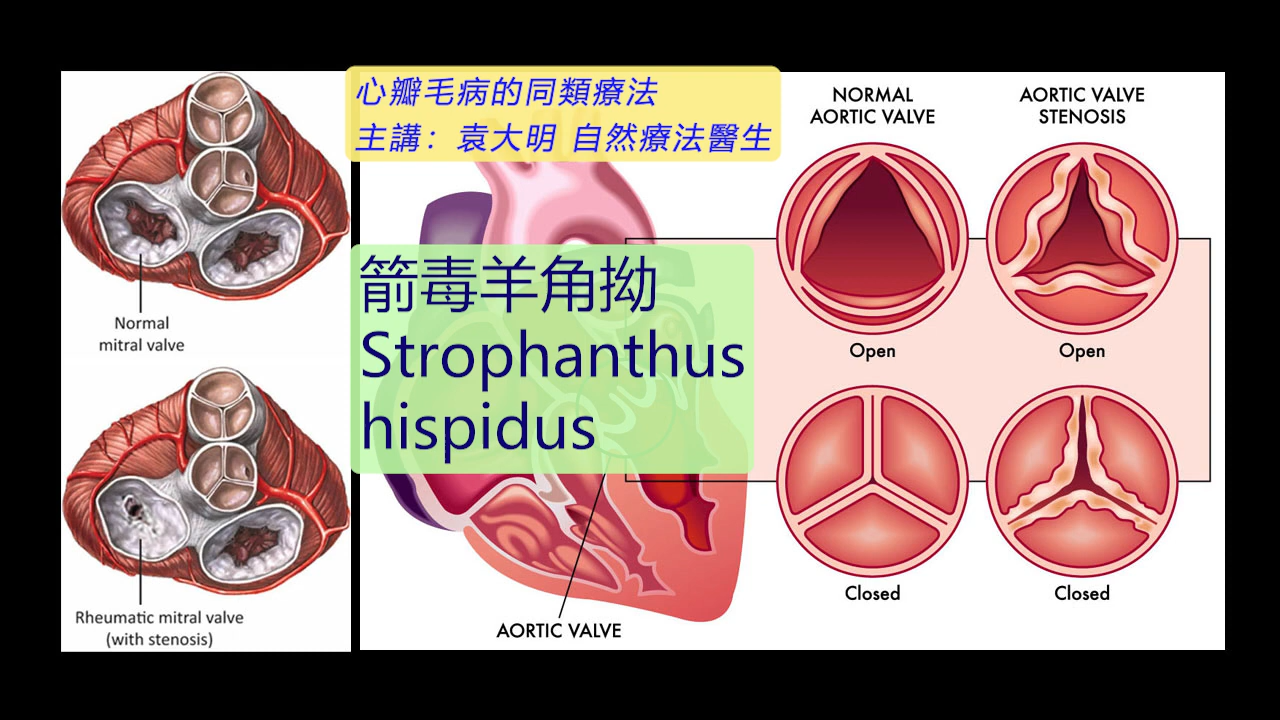 心瓣毛病的同類療法
主講：袁大明 自然療法醫生
箭毒羊角拗
Strophanthus
hispidus
Normal
mitral valve
Rheumatic mitral valve
(with stenosis)
AORTIC VALVE
NORMAL
AORTIC VALVE
AORTIC VALVE
STENOSIS
Open
Open
Closed
Closed